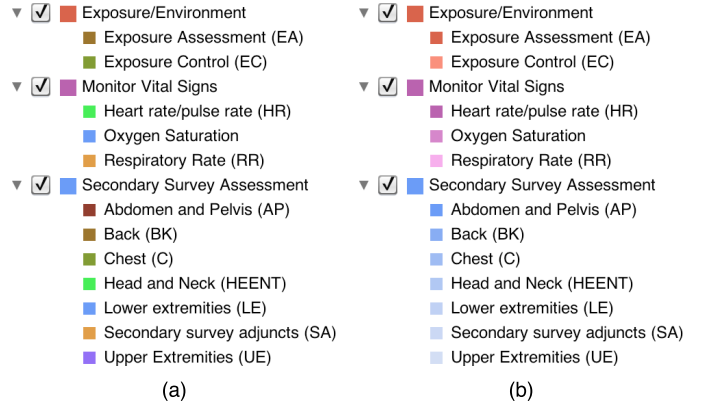 Exposure/Environment
Exposure Assessment (EA)
Exposure Control (EC)
Monitor Vital Signs
Heart rate/pulse rate (HR)
Oxygen Saturation
Respiratory Rate (RR)
Secondary Survey Assessment
Abdomen and Pelvis (AP)
Back (BK)
Chest (C)
Head and Neck (HEENT)
Lower extremities (LE)
Secondary survey adjuncts (SA)
Upper Extremities (UE)
(a)
Exposure/Environment
Exposure Assessment (EA)
Exposure Control (EC)
Monitor Vital Signs
Heart rate/pulse rate (HR)
Oxygen Saturation
Respiratory Rate (RR)
Secondary Survey Assessment
Abdomen and Pelvis (AP)
Back (BK)
Chest (C)
Head and Neck (HEENT)
Lower extremities (LE)
Secondary survey adjuncts (SA)
Upper Extremities (UE)
(b)